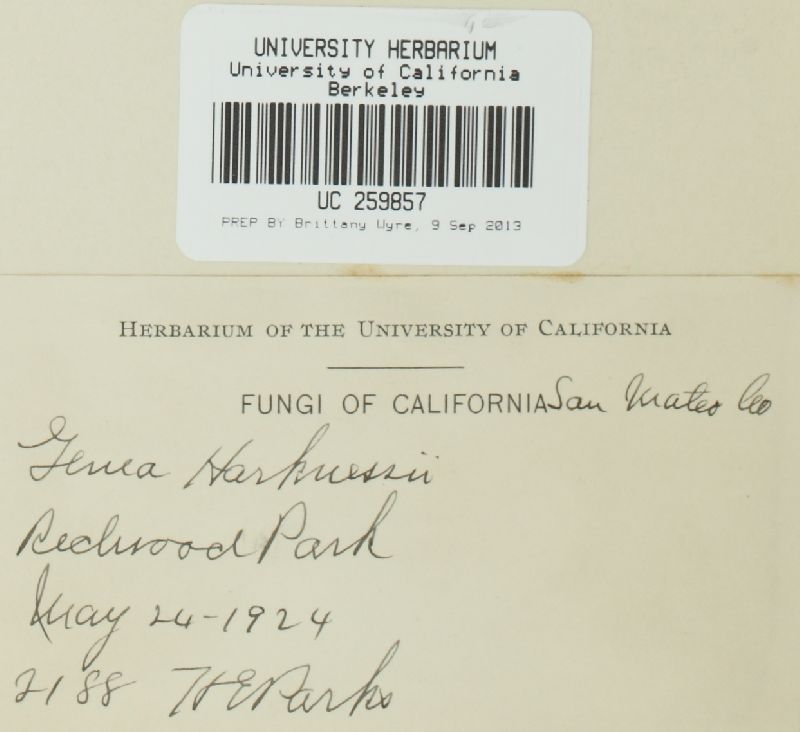 UNIVERSITY HERBARIUM
University of California
Berkeley
UC 259857
PREP BY Brittany Uyre, 9 Sep 2013
HERBARIUM OF THE UNIVERSITY OF CALIFORNIA
FUNGI OF CALIFORNIA San Mateo Co
Genea Harknessii
Redwood Park
May 24-1924
2188 HEParks